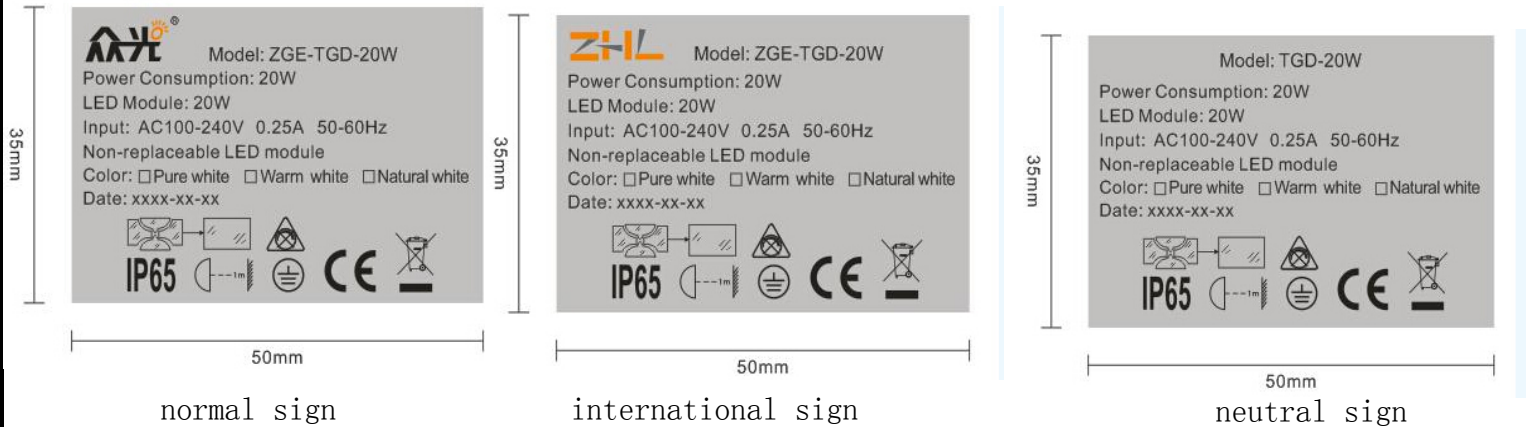 众光®
Model: ZGE-TGD-20W
Power Consumption: 20W
LED Module: 20W
Input: AC100-240V 0.25A 50-60Hz
Non-replaceable LED module
Color: □Pure white □Warm white □Natural white
Date: xxxx-xx-xx
IP65
1m
CE
35mm
50mm
normal sign
ZHL
Model: ZGE-TGD-20W
Power Consumption: 20W
LED Module: 20W
Input: AC100-240V 0.25A 50-60Hz
Non-replaceable LED module
Color: □Pure white □Warm white □Natural white
Date: xxxx-xx-xx
IP65
1m
CE
35mm
50mm
international sign
Model: TGD-20W
Power Consumption: 20W
LED Module: 20W
Input: AC100-240V 0.25A 50-60Hz
Non-replaceable LED module
Color: □Pure white □Warm white □Natural white
Date: xxxx-xx-xx
IP65
1m
CE
35mm
50mm
neutral sign